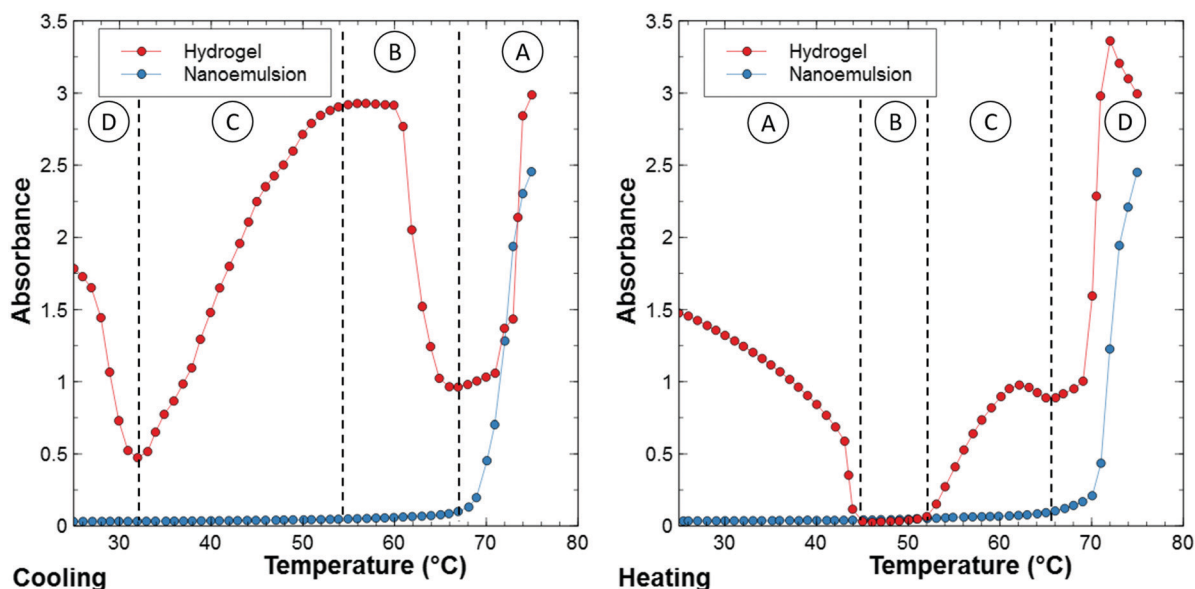 3.5
3
2.5
2
1.5
1
0.5
0
Absorbance
Hydrogel
Nanoemulsion
D
C
B
A
30
40
50
60
70
80
Temperature (°C)
Cooling
3.5
3
2.5
2
1.5
1
0.5
0
Absorbance
Hydrogel
Nanoemulsion
A
B
C
D
30
40
50
60
70
80
Temperature (°C)
Heating